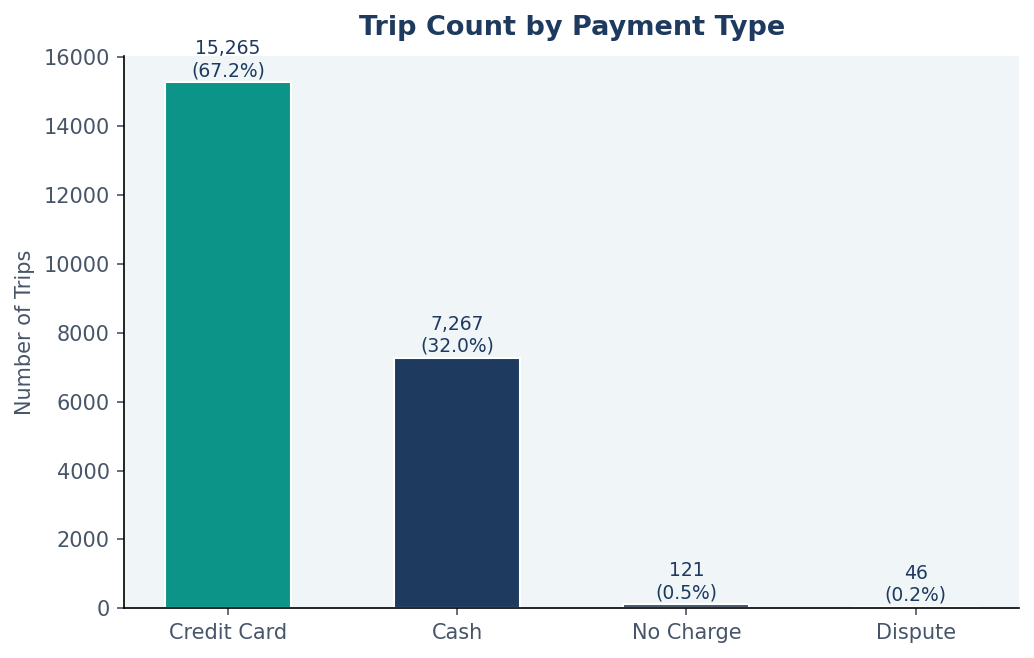 Trip Count by Payment Type
Number of Trips
16000
14000
12000
10000
8000
6000
4000
2000
0
15,265
(67.2%)
7,267
(32.0%)
121
(0.5%)
46
(0.2%)
Credit Card
Cash
No Charge
Dispute